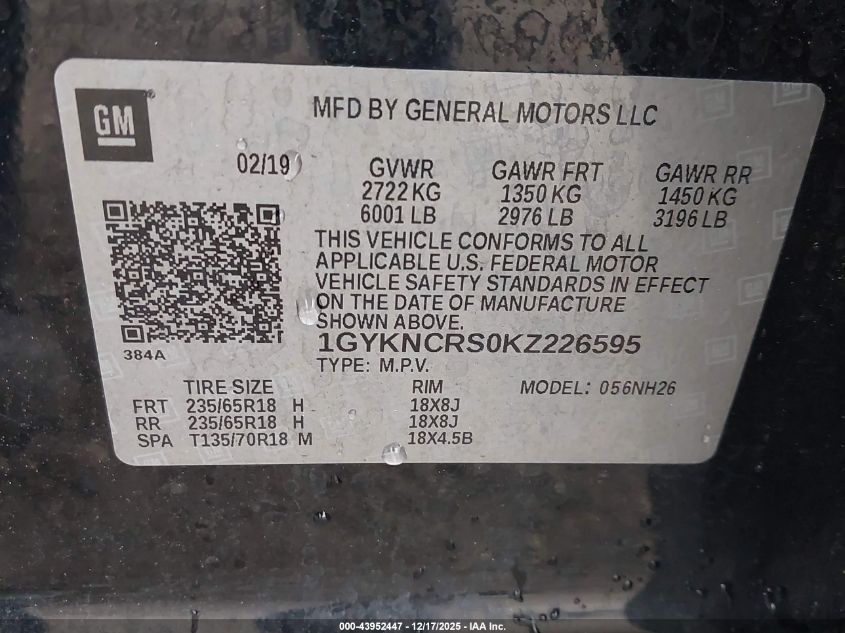 GM
MFD BY GENERAL MOTORS LLC
02/19 GVWR GAWR FRT GAWR RR
2722 KG 1350 KG 1450 KG
6001 LB 2976 LB 3196 LB
THIS VEHICLE CONFORMS TO ALL
APPLICABLE U.S. FEDERAL MOTOR
VEHICLE SAFETY STANDARDS IN EFFECT
ON THE DATE OF MANUFACTURE
SHOWN ABOVE.
1GYKNCRS0KZ226595
384A
TYPE: M.P.V.
TIRE SIZE RIM MODEL: 056NH26
FRT 235/65R18 H 18X8J
RR 235/65R18 H 18X8J
SPA T135/70R18 M 18X4.5B
000-43952447 - 12/17/2025 - IAA Inc.